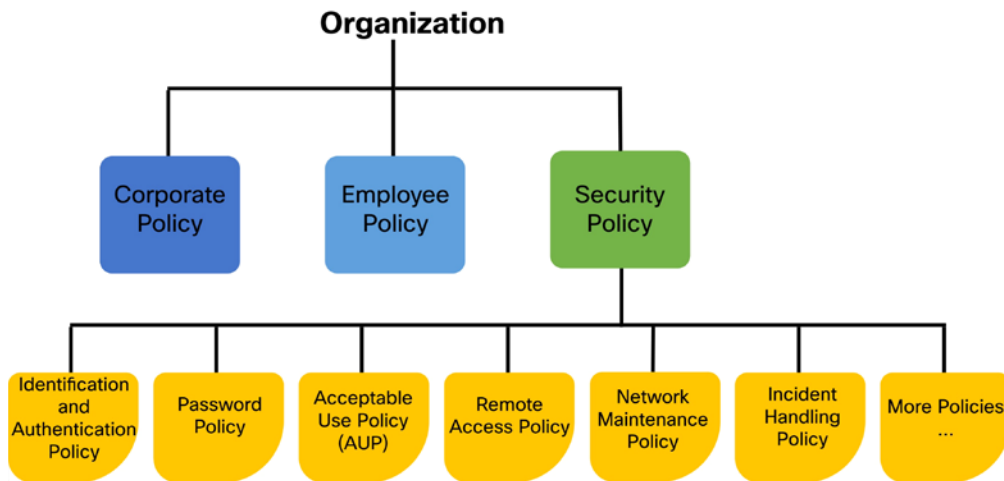 Organization
Corporate
Policy
Employee
Policy
Security
Policy
Identification
and
Authentication
Policy
Password
Policy
Acceptable
Use Policy
(AUP)
Remote
Access Policy
Network
Maintenance
Policy
Incident
Handling
Policy
More Policies
...